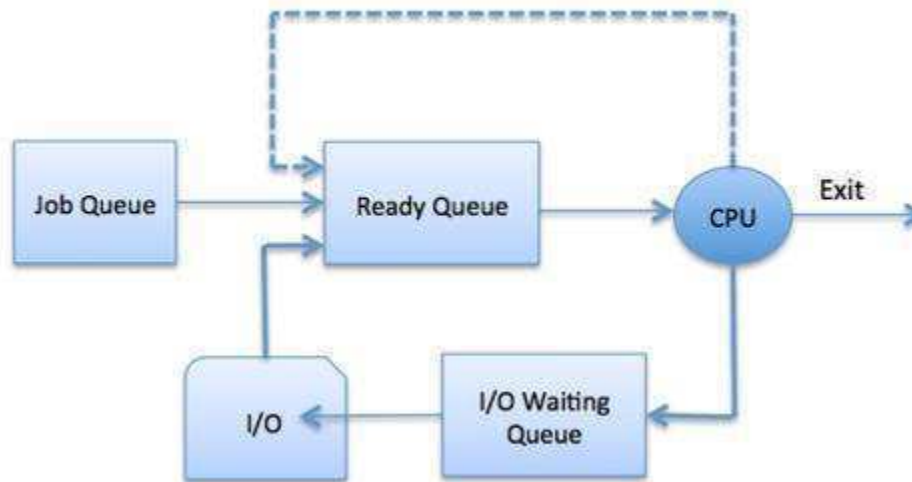 Job Queue
Ready Queue
CPU
Exit
I/O
I/O Waiting
Queue